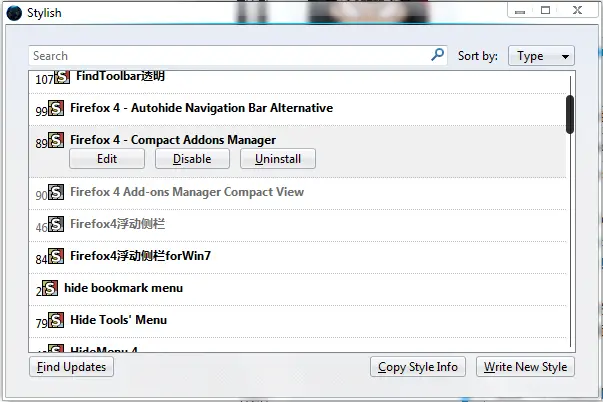 Stylish
Search
Sort by: Type
107 FindToolbar透明
99 Firefox 4 - Autohide Navigation Bar Alternative
89 Firefox 4 - Compact Addons Manager
Edit Disable Uninstall
90 Firefox 4 Add-ons Manager Compact View
46 Firefox4浮动侧栏
84 Firefox4浮动侧栏forWin7
2 hide bookmark menu
79 Hide Tools' Menu
HideMenu 4
Find Updates Copy Style Info Write New Style